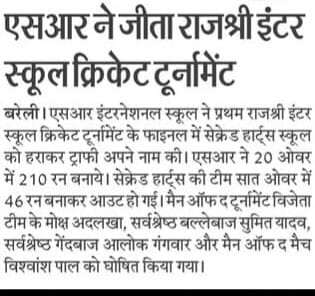 एसआर ने जीता राजश्री इंटर
स्कूल क्रिकेट टूर्नामेंट
बरेली। एसआर इंटरनेशनल स्कूल ने प्रथम राजश्री इंटर
स्कूल क्रिकेट टूर्नामेंट के फाइनल में सेक्रेड हार्ट्स स्कूल
को हराकर ट्राफी अपने नाम की। एसआर ने 20 ओवर
में 210 रन बनाये। सेक्रेड हार्ट्स की टीम सात ओवर में
46 रन बनाकर आउट हो गई। मैन ऑफ द टूर्नामेंट विजेता
टीम के मोक्ष अदलखा, सर्वश्रेष्ठ बल्लेबाज सुमित यादव,
सर्वश्रेष्ठ गेंदबाज आलोक गंगवार और मैन ऑफ द मैच
विश्वांश पाल को घोषित किया गया।